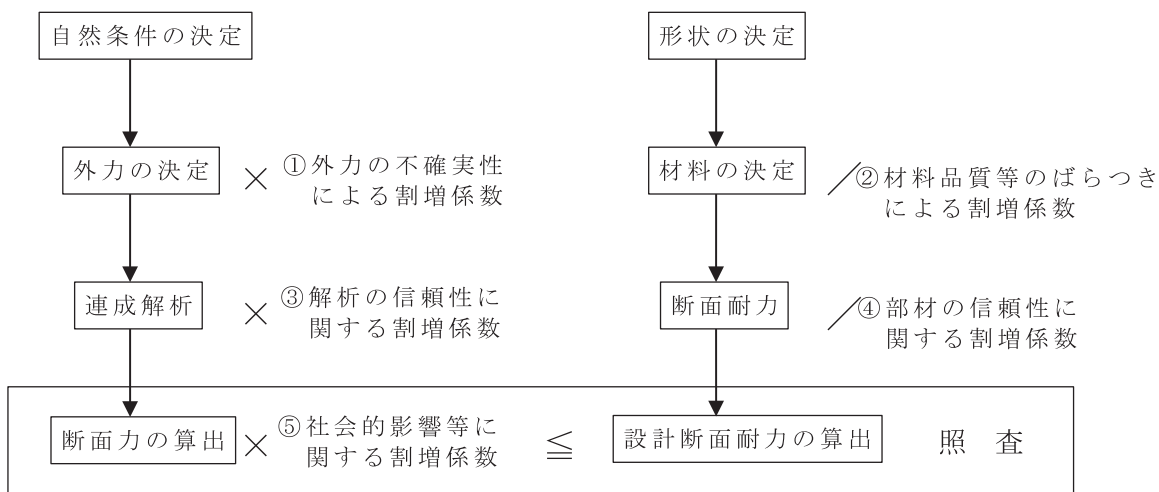 自然条件の決定
形状の決定
外力の決定
× ①外力の不確実性
による割増係数
材料の決定
／②材料品質等のばらつき
による割増係数
連成解析
× ③解析の信頼性に
関する割増係数
断面耐力
／④部材の信頼性に
関する割増係数
断面力の算出
× ⑤社会的影響等に
関する割増係数
≦
設計断面耐力の算出
照 査